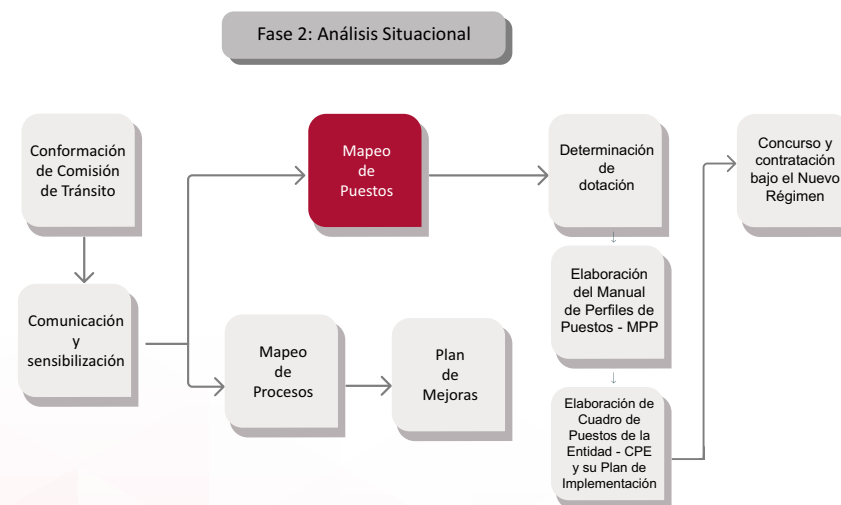 Fase 2: Análisis Situacional
Conformación
de Comisión
de Tránsito
Comunicación
y
sensibilización
Mapeo
de
Puestos
Mapeo
de
Procesos
Plan
de
Mejoras
Determinación
de
dotación
Elaboración
del Manual
de Perfiles de
Puestos - MPP
Elaboración de
Cuadro de
Puestos de la
Entidad - CPE
y su Plan de
Implementación
Concurso y
contratación
bajo el Nuevo
Régimen